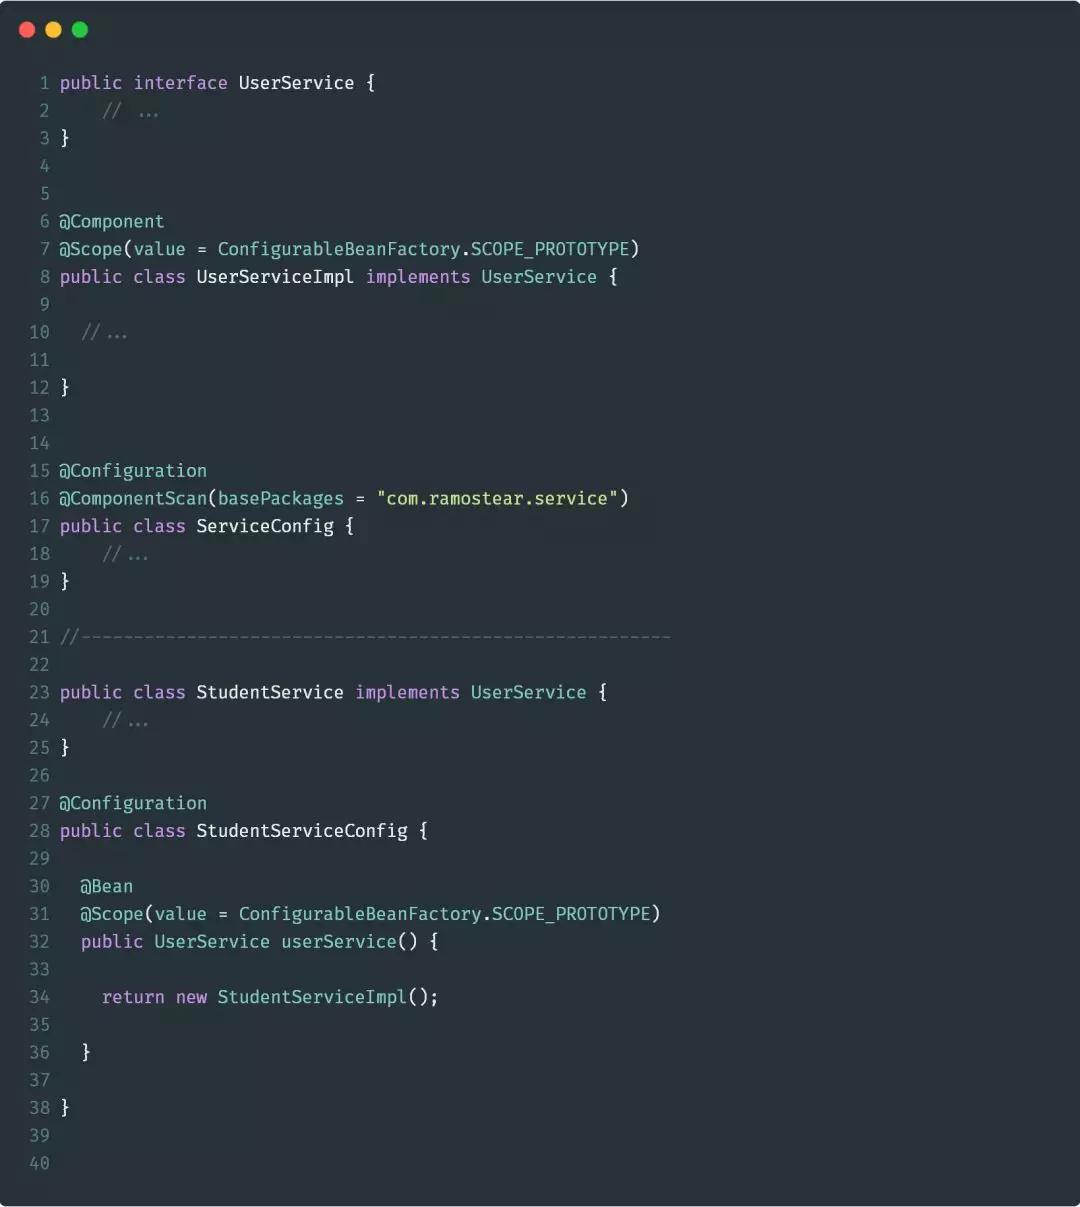 1 public interface UserService {
2     // ...
3 }
4
5
6 @Component
7 @Scope(value = ConfigurableBeanFactory.SCOPE_PROTOTYPE)
8 public class UserServiceImpl implements UserService {
9
10   //...
11
12 }
13
14
15 @Configuration
16 @ComponentScan(basePackages = "com.ramostear.service")
17 public class ServiceConfig {
18     //...
19 }
20
21 //--------------------------------------------------------
22
23 public class StudentService implements UserService {
24     //...
25 }
26
27 @Configuration
28 public class StudentServiceConfig {
29
30   @Bean
31   @Scope(value = ConfigurableBeanFactory.SCOPE_PROTOTYPE)
32   public UserService userService() {
33
34     return new StudentServiceImpl();
35
36   }
37
38 }
39
40